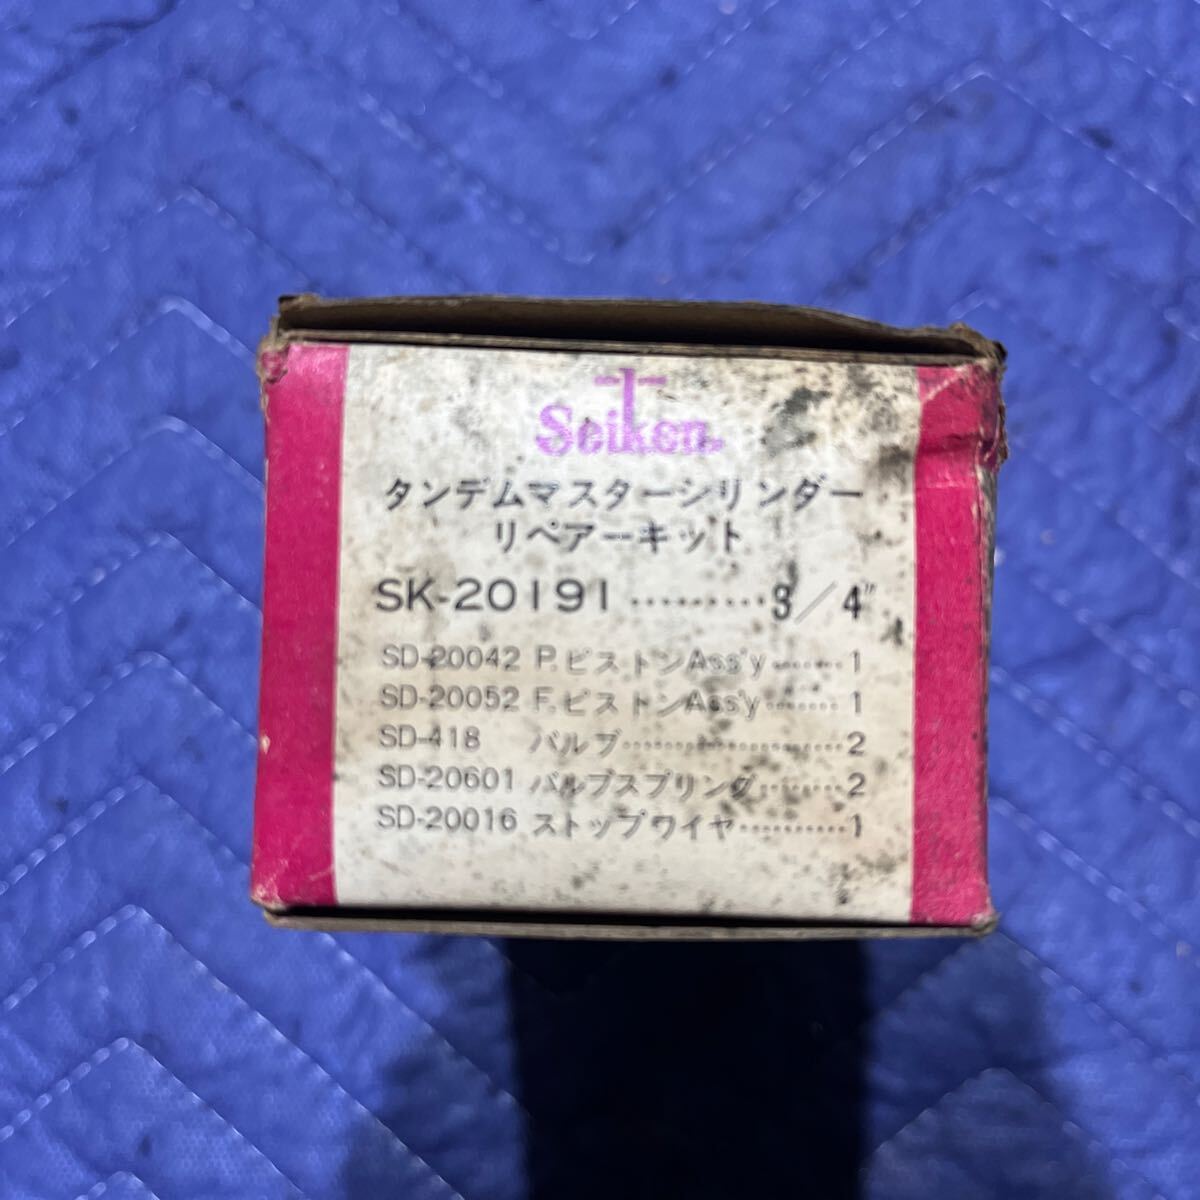 Seiken
タンデムマスターシリンダー
リペアーキット
SK-20191………3/4"
SD-20042 P.ピストンAss'y……1
SD-20052 F.ピストンAss'y……1
SD-418 バルブ………………2
SD-20601 バルブスプリング……2
SD-20016 ストップワイヤ………1